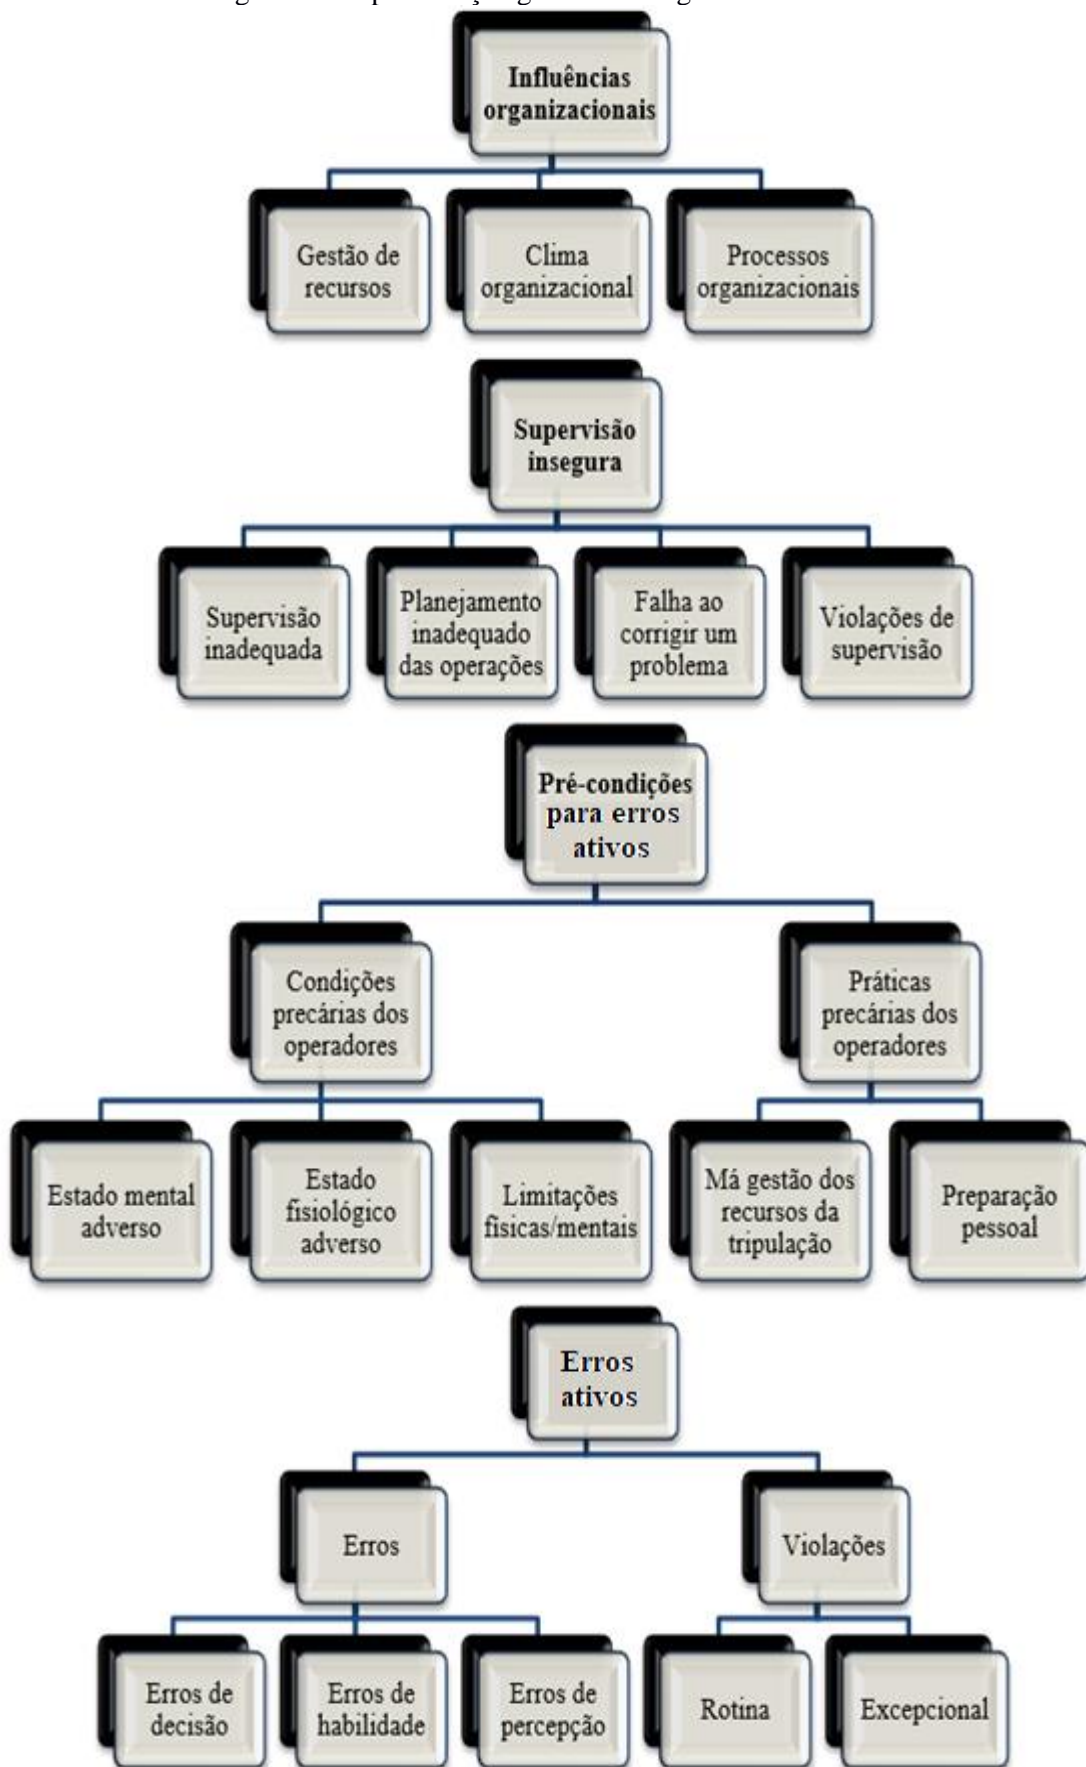 Influências
organizacionais
Gestão de
recursos
Clima
organizacional
Processos
organizacionais
Supervisão
insegura
Supervisão
inadequada
Planejamento
inadequado
das operações
Falha ao
corrigir um
problema
Violações de
supervisão
Pré-condições
para erros
ativos
Condições
precárias dos
operadores
Práticas
precárias dos
operadores
Estado mental
adverso
Estado
fisiológico
adverso
Limitações
físicas/mentais
Má gestão dos
recursos da
tripulação
Preparação
pessoal
Erros
ativos
Erros
Violações
Erros de
decisão
Erros de
habilidade
Erros de
percepção
Rotina
Excepcional